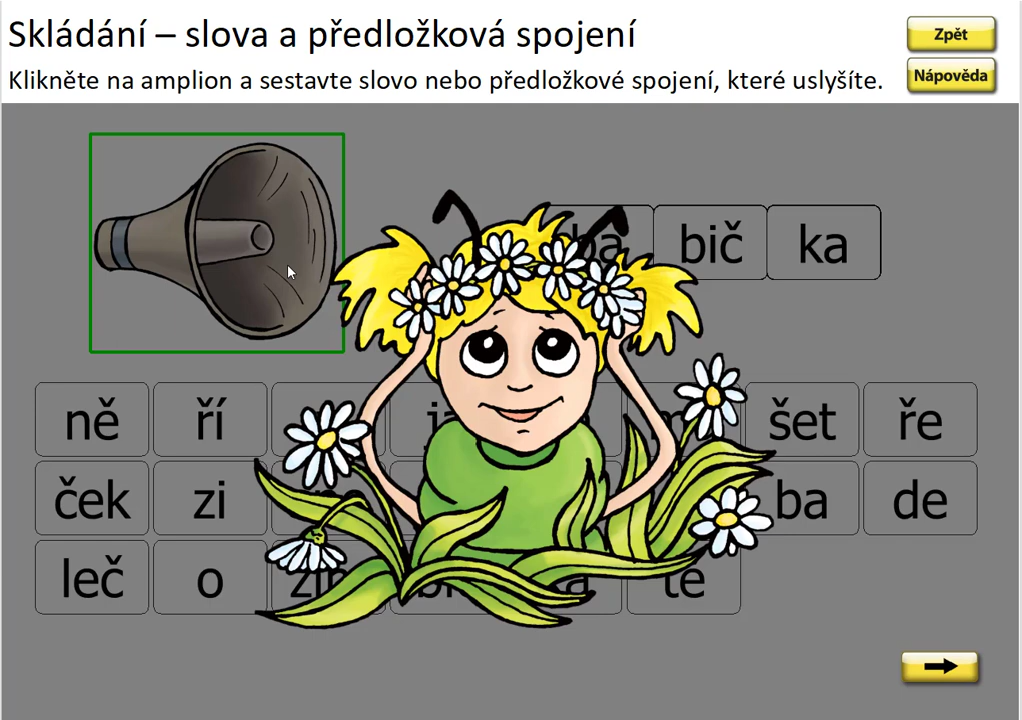 Skládání – slova a předložková spojení
Zpět
Klikněte na amplion a sestavte slovo nebo předložkové spojení, které uslyšíte.
Nápověda
ba bič ka
ně ří šet ře
ček zi ba de
leč o te